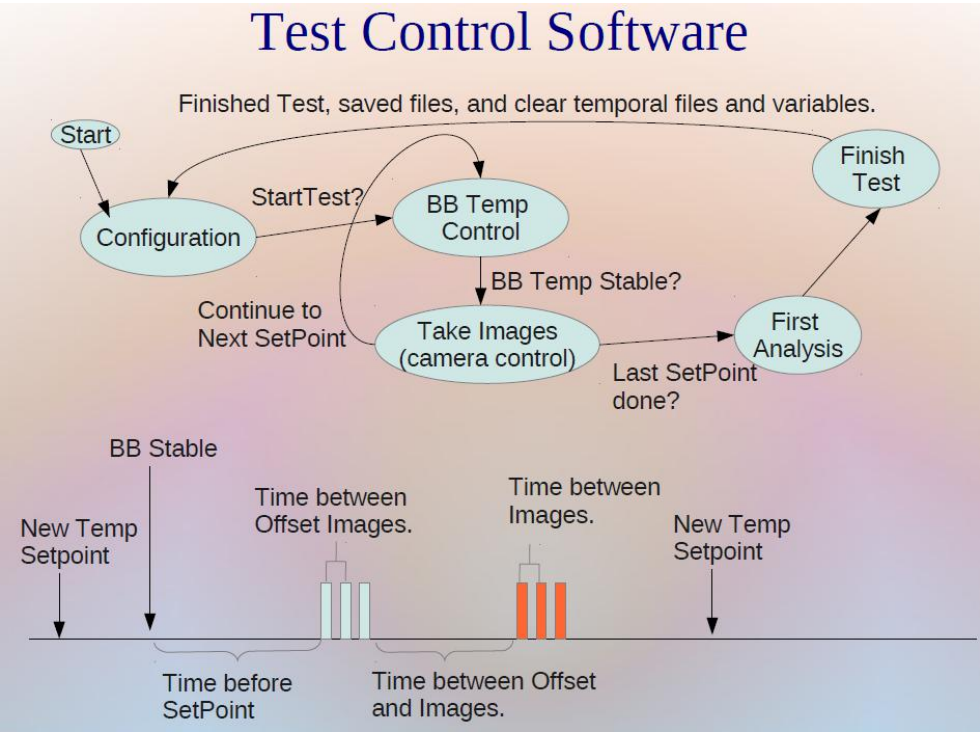 Test Control Software
Finished Test, saved files, and clear temporal files and variables.
Start
Finish
Test
StartTest?
BB Temp
Control
Configuration
BB Temp Stable?
Continue to
Next SetPoint
Take Images
(camera control)
First
Analysis
Last SetPoint
done?
BB Stable
Time between
Offset Images.
Time between
Images.
New Temp
Setpoint
New Temp
Setpoint
Time before
SetPoint
Time between Offset
and Images.